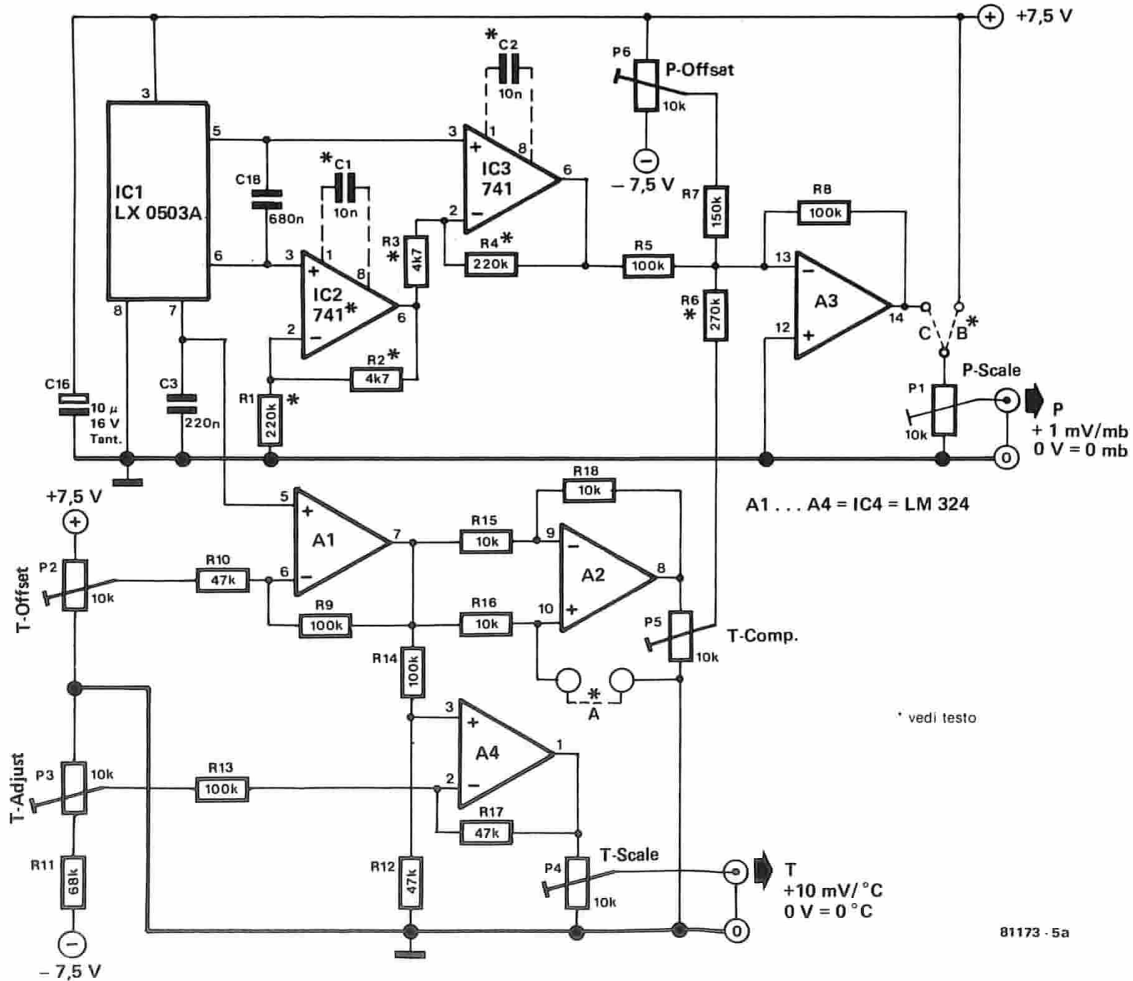 +7,5 V
3
IC1
LX 0503A
5
6
8
7
C18
680n
* C1
10n
* C2
10n
3
+
1
8
IC3
741
6
2
−
3
+
1
8
IC2
741*
6
2
−
R3*
4k7
R4*
220k
R2*
4k7
R1*
220k
C16
10 μ
16 V
Tant.
C3
220n
P6
10k
P-Offsat
− 7,5 V
R7
150k
R5
100k
R6*
270k
R8
100k
13
−
A3
14
12
+
C
B*
P-Scale
P1
10k
P
+ 1 mV/mb
0 V = 0 mb
0
A1 . . . A4 = IC4 = LM 324
+7,5 V
P2
10k
T-Offset
R10
47k
5
+
A1
7
6
−
R9
100k
R15
10k
R16
10k
R18
10k
9
−
A2
8
10
+
*
A
P5
10k
T-Comp.
R14
100k
T-Adjust
P3
10k
R13
100k
3
+
A4
1
2
−
R17
47k
R11
68k
− 7,5 V
R12
47k
P4
10k
T-Scale
T
+10 mV/°C
0 V = 0 °C
0
* vedi testo
81173 - 5a